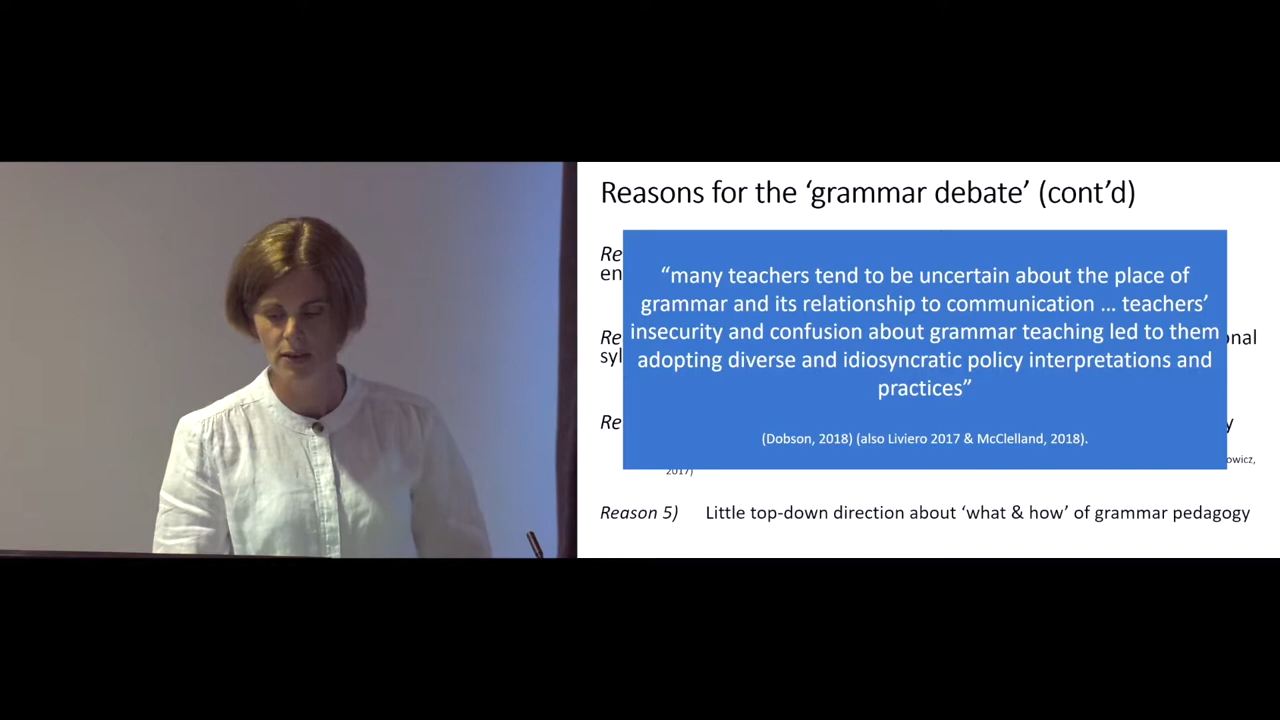 Reasons for the ‘grammar debate’ (cont’d)
Re
en
“many teachers tend to be uncertain about the place of
grammar and its relationship to communication … teachers’
insecurity and confusion about grammar teaching led to them
adopting diverse and idiosyncratic policy interpretations and
practices”
(Dobson, 2018) (also Liviero 2017 & McClelland, 2018).
Re
onal
syl
Re
y
owicz,
2017)
Reason 5) Little top-down direction about ‘what & how’ of grammar pedagogy